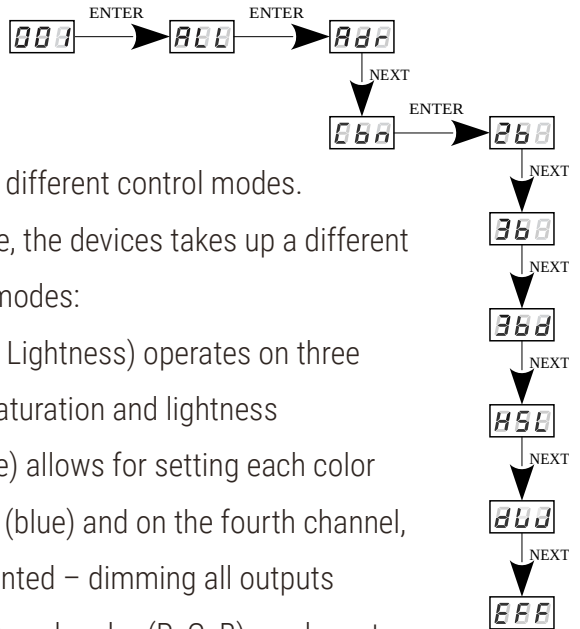 ENTER ENTER
001 ALL Adr
NEXT
ENTER
Cbn 2b
NEXT
different control modes.
3b
e, the devices takes up a different
NEXT
modes:
3bd
Lightness) operates on three
NEXT
aturation and lightness
HSL
e) allows for setting each color
NEXT
(blue) and on the fourth channel,
NEXT
nted – dimming all outputs
EFF
(R, G, B)